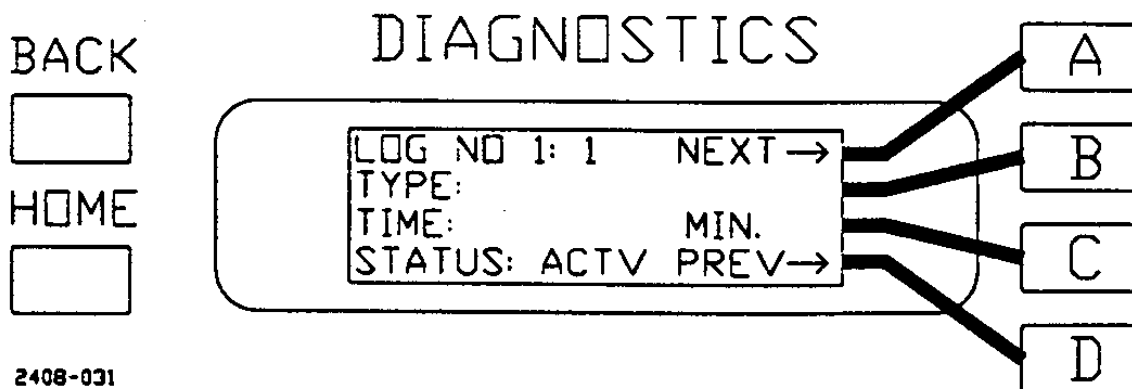 DIAGNOSTICS
BACK
HOME
LOG NO 1: 1 NEXT→
TYPE:
TIME: MIN.
STATUS: ACTV PREV→
A
B
C
D
2408-031